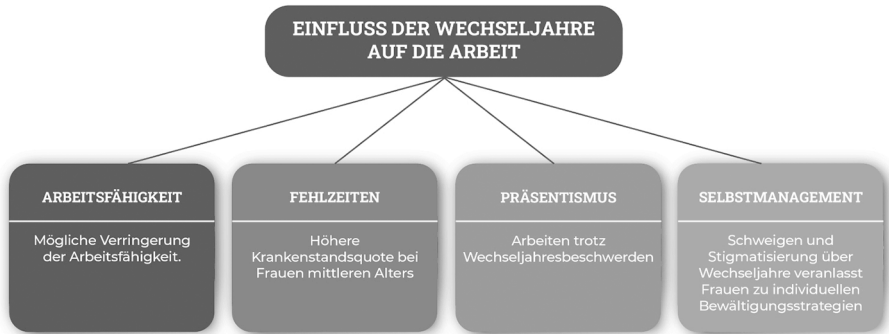 EINFLUSS DER WECHSELJAHRE
AUF DIE ARBEIT
ARBEITSFÄHIGKEIT
Mögliche Verringerung
der Arbeitsfähigkeit.
FEHLZEITEN
Höhere
Krankenstandsquote bei
Frauen mittleren Alters
PRÄSENTISMUS
Arbeiten trotz
Wechseljahresbeschwerden
SELBSTMANAGEMENT
Schweigen und
Stigmatisierung über
Wechseljahre veranlasst
Frauen zu individuellen
Bewältigungsstrategien